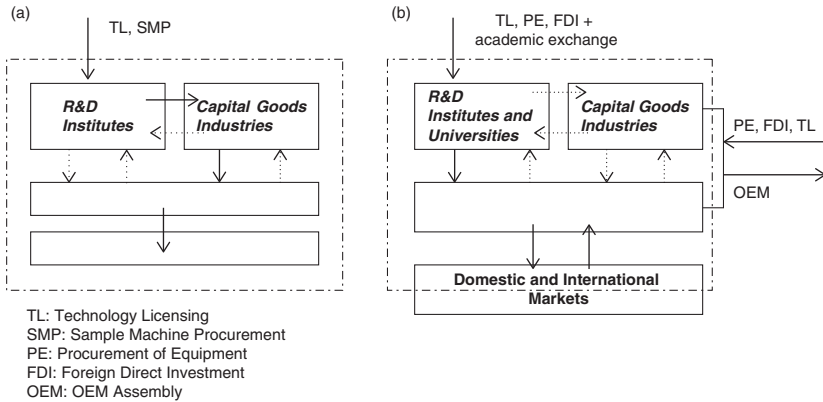 (a)
TL, SMP
R&D
Institutes
Capital Goods
Industries
(b)
TL, PE, FDI +
academic exchange
R&D
Institutes and
Universities
Capital Goods
Industries
PE, FDI, TL
OEM
Domestic and International
Markets
TL: Technology Licensing
SMP: Sample Machine Procurement
PE: Procurement of Equipment
FDI: Foreign Direct Investment
OEM: OEM Assembly